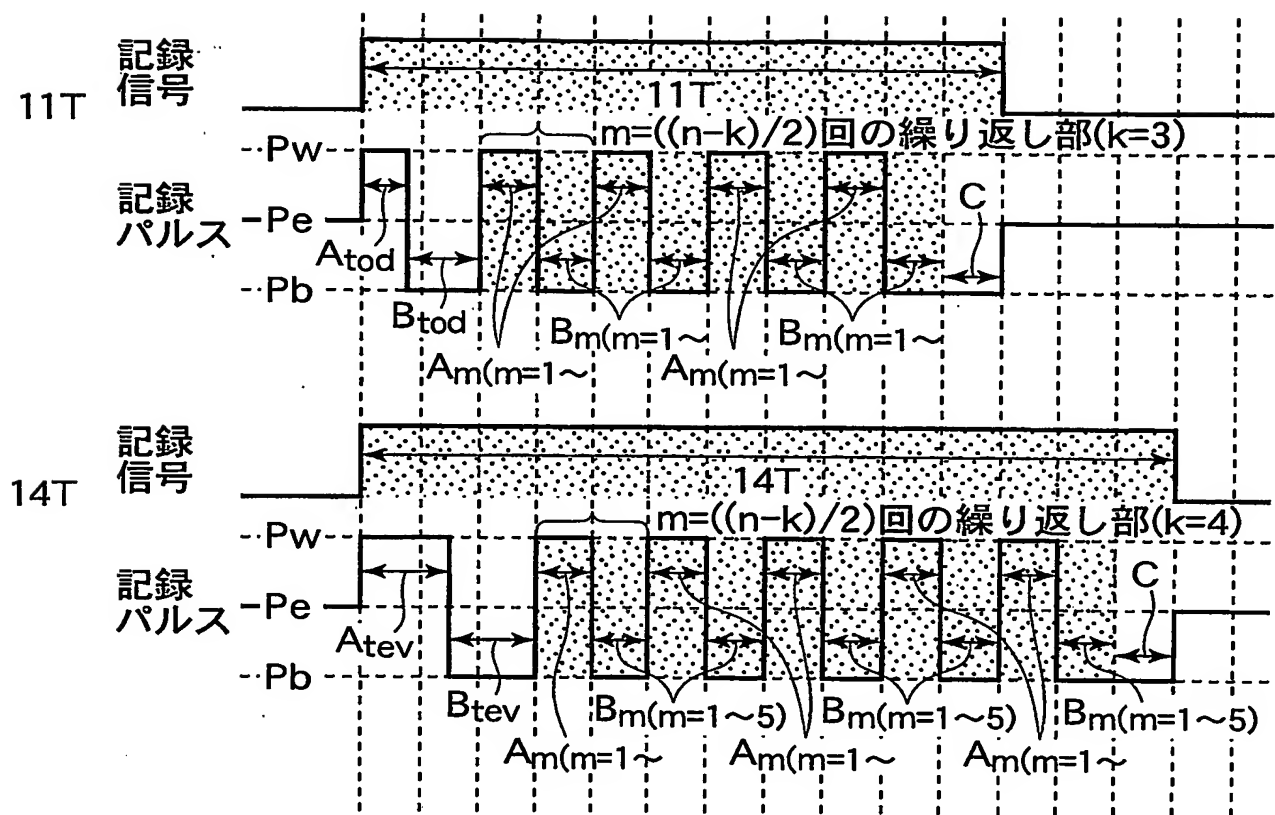 11T
記録
信号
11T
m=((n-k)/2)回の繰り返し部(k=3)
記録
パルス
Pw
Pe
Pb
Atod
Btod
C
Bm(m=1~
Bm(m=1~
Am(m=1~
Am(m=1~
14T
記録
信号
14T
m=((n-k)/2)回の繰り返し部(k=4)
記録
パルス
Pw
Pe
Pb
Atev
Btev
C
Bm(m=1~5)
Bm(m=1~5)
Bm(m=1~5)
Am(m=1~
Am(m=1~
Am(m=1~